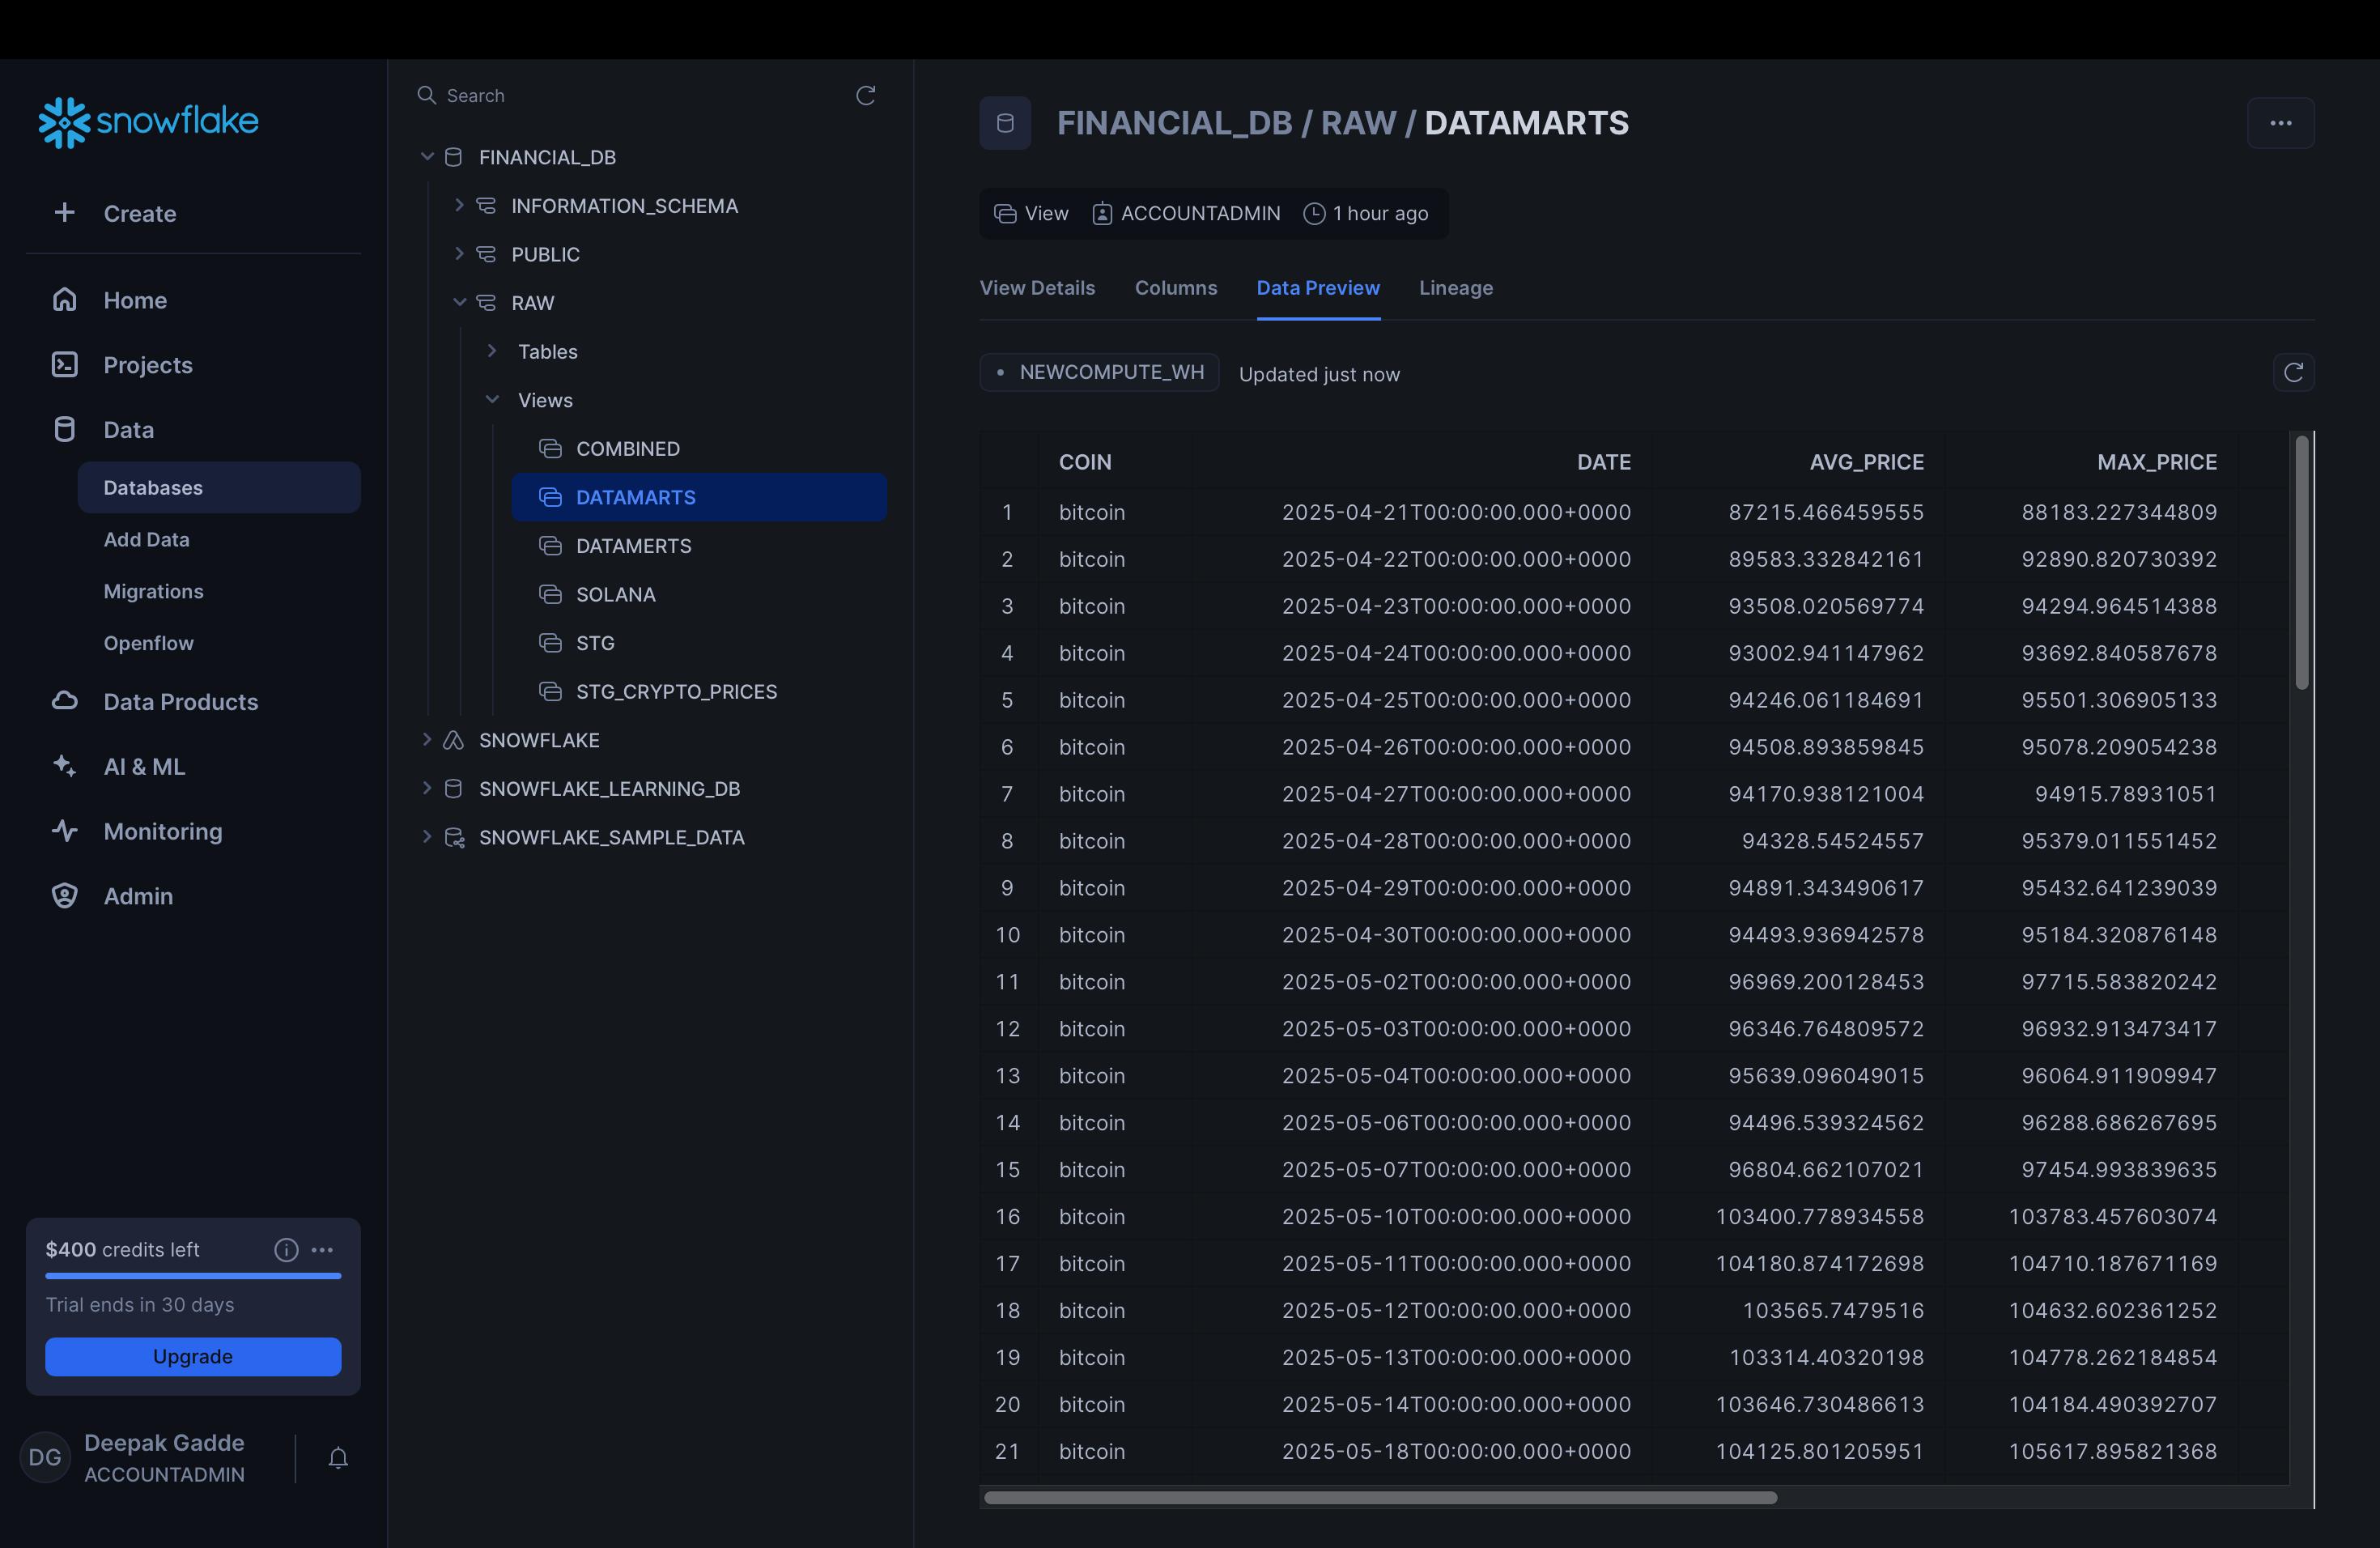 snowflake
Create
Home
Projects
Data
Databases
Add Data
Migrations
Openflow
Data Products
AI & ML
Monitoring
Admin
$400 credits left
Trial ends in 30 days
Upgrade
DG
Deepak Gadde
ACCOUNTADMIN
Search
FINANCIAL_DB
INFORMATION_SCHEMA
PUBLIC
RAW
Tables
Views
COMBINED
DATAMARTS
DATAMERTS
SOLANA
STG
STG_CRYPTO_PRICES
SNOWFLAKE
SNOWFLAKE_LEARNING_DB
SNOWFLAKE_SAMPLE_DATA
FINANCIAL_DB / RAW / DATAMARTS
View ACCOUNTADMIN 1 hour ago
View Details Columns Data Preview Lineage
NEWCOMPUTE_WH Updated just now
COIN DATE AVG_PRICE MAX_PRICE
1 bitcoin 2025-04-21T00:00:00.000+0000 87215.466459555 88183.227344809
2 bitcoin 2025-04-22T00:00:00.000+0000 89583.332842161 92890.820730392
3 bitcoin 2025-04-23T00:00:00.000+0000 93508.020569774 94294.964514388
4 bitcoin 2025-04-24T00:00:00.000+0000 93002.941147962 93692.840587678
5 bitcoin 2025-04-25T00:00:00.000+0000 94246.061184691 95501.306905133
6 bitcoin 2025-04-26T00:00:00.000+0000 94508.893859845 95078.209054238
7 bitcoin 2025-04-27T00:00:00.000+0000 94170.938121004 94915.78931051
8 bitcoin 2025-04-28T00:00:00.000+0000 94328.54524557 95379.011551452
9 bitcoin 2025-04-29T00:00:00.000+0000 94891.343490617 95432.641239039
10 bitcoin 2025-04-30T00:00:00.000+0000 94493.936942578 95184.320876148
11 bitcoin 2025-05-02T00:00:00.000+0000 96969.200128453 97715.583820242
12 bitcoin 2025-05-03T00:00:00.000+0000 96346.764809572 96932.913473417
13 bitcoin 2025-05-04T00:00:00.000+0000 95639.096049015 96064.911909947
14 bitcoin 2025-05-06T00:00:00.000+0000 94496.539324562 96288.686267695
15 bitcoin 2025-05-07T00:00:00.000+0000 96804.662107021 97454.993839635
16 bitcoin 2025-05-10T00:00:00.000+0000 103400.778934558 103783.457603074
17 bitcoin 2025-05-11T00:00:00.000+0000 104180.874172698 104710.187671169
18 bitcoin 2025-05-12T00:00:00.000+0000 103565.7479516 104632.602361252
19 bitcoin 2025-05-13T00:00:00.000+0000 103314.40320198 104778.262184854
20 bitcoin 2025-05-14T00:00:00.000+0000 103646.730486613 104184.490392707
21 bitcoin 2025-05-18T00:00:00.000+0000 104125.801205951 105617.895821368